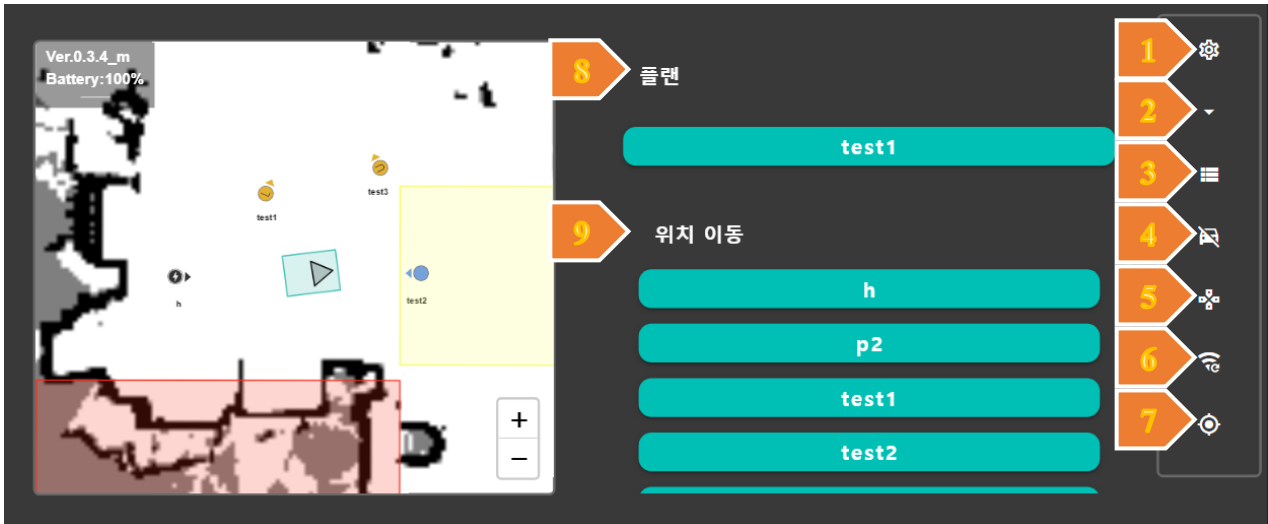 Ver.0.3.4_m
Battery:100%
test3
test1
h
test2
+
−
8
플랜
test1
9
위치 이동
h
p2
test1
test2
1
2
3
4
5
6
7